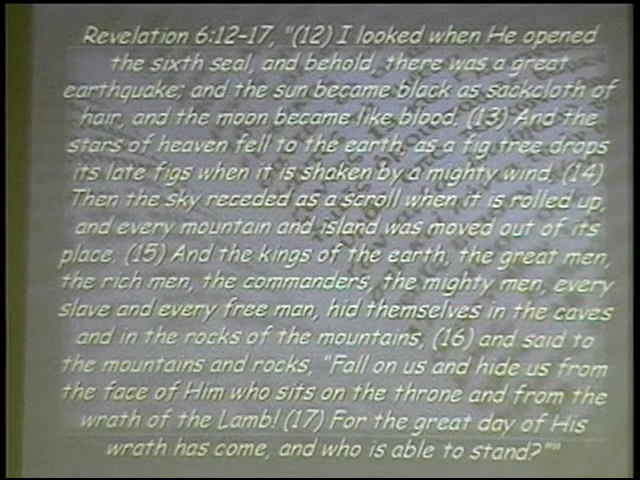 Revelation 6:12-17, "(12) I looked when He opened
the sixth seal, and behold, there was a great
earthquake; and the sun became black as sackcloth of
hair, and the moon became like blood. (13) And the
stars of heaven fell to the earth, as a fig tree drops
its late figs when it is shaken by a mighty wind. (14)
Then the sky receded as a scroll when it is rolled up,
and every mountain and island was moved out of its
place. (15) And the kings of the earth, the great men,
the rich men, the commanders, the mighty men, every
slave and every free man, hid themselves in the caves
and in the rocks of the mountains, (16) and said to
the mountains and rocks, "Fall on us and hide us from
the face of Him who sits on the throne and from the
wrath of the Lamb! (17) For the great day of His
wrath has come, and who is able to stand?""